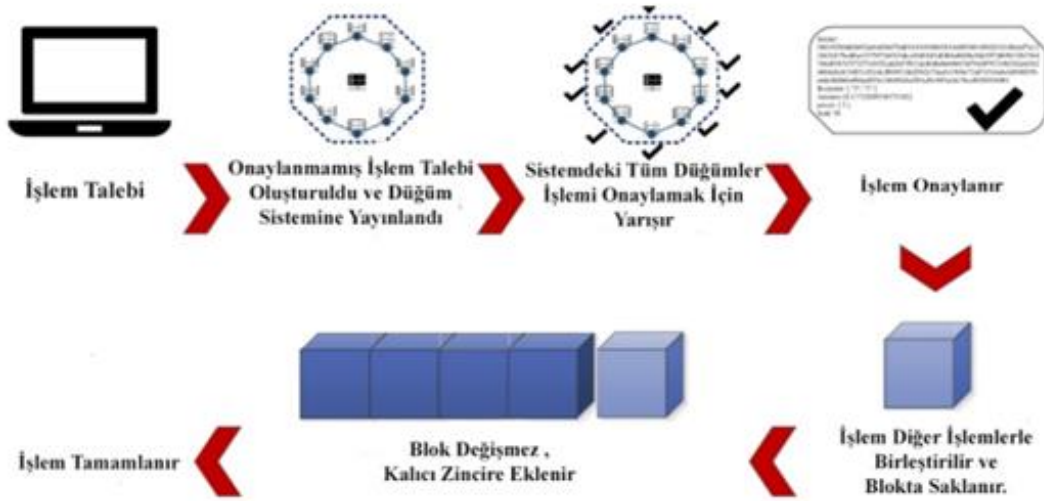 İşlem Talebi
Onaylanmamış İşlem Talebi
Oluşturuldu ve Düğüm
Sistemine Yayınlandı
Sistemdeki Tüm Düğümler
İşlemi Onaylamak İçin
Yarışır
İşlem Onaylanır
İşlem Diğer İşlemlerle
Birleştirilir ve
Blokta Saklanır.
Blok Değişmez ,
Kalıcı Zincire Eklenir
İşlem Tamamlanır